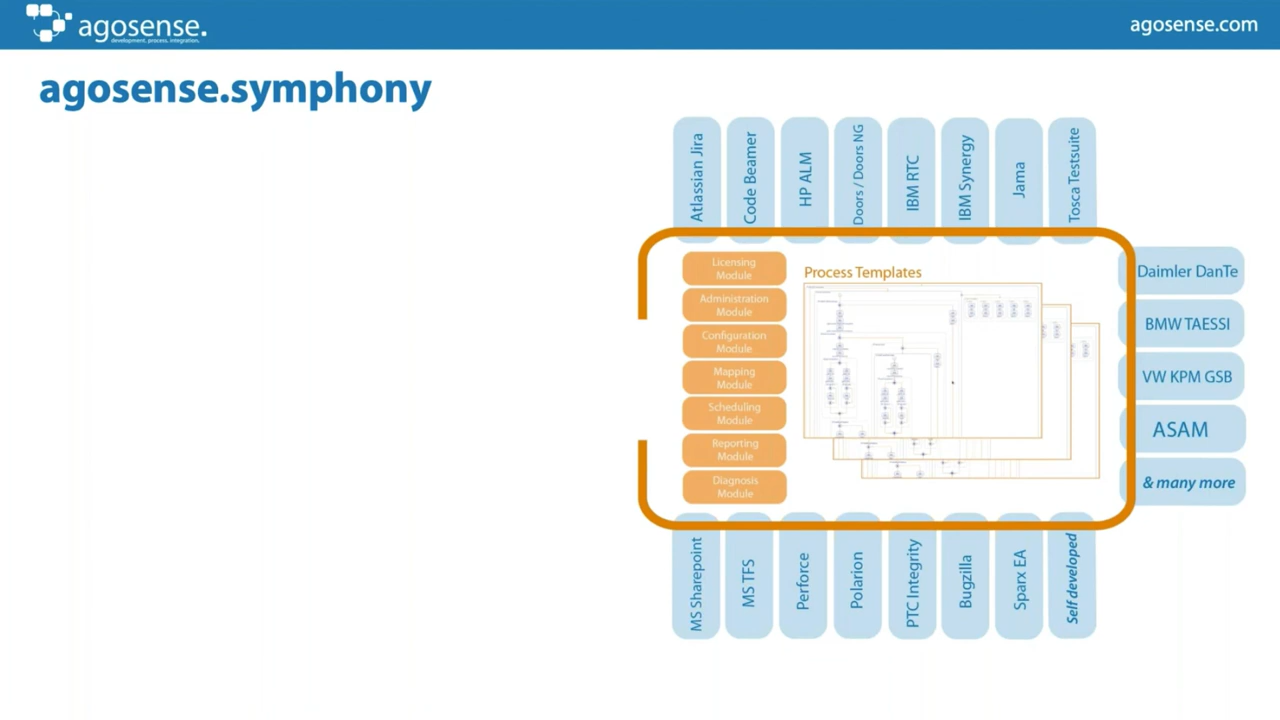 agosense.
development, process, integration.
agosense.com
agosense.symphony
Atlassian Jira
Code Beamer
HP ALM
Doors / Doors NG
IBM RTC
IBM Synergy
Jama
Tosca Testsuite
Licensing
Module
Administration
Module
Configuration
Module
Mapping
Module
Scheduling
Module
Reporting
Module
Diagnosis
Module
Process Templates
Daimler DanTe
BMW TAESSI
VW KPM GSB
ASAM
& many more
MS Sharepoint
MS TFS
Perforce
Polarion
PTC Integrity
Bugzilla
Sparx EA
Self developed